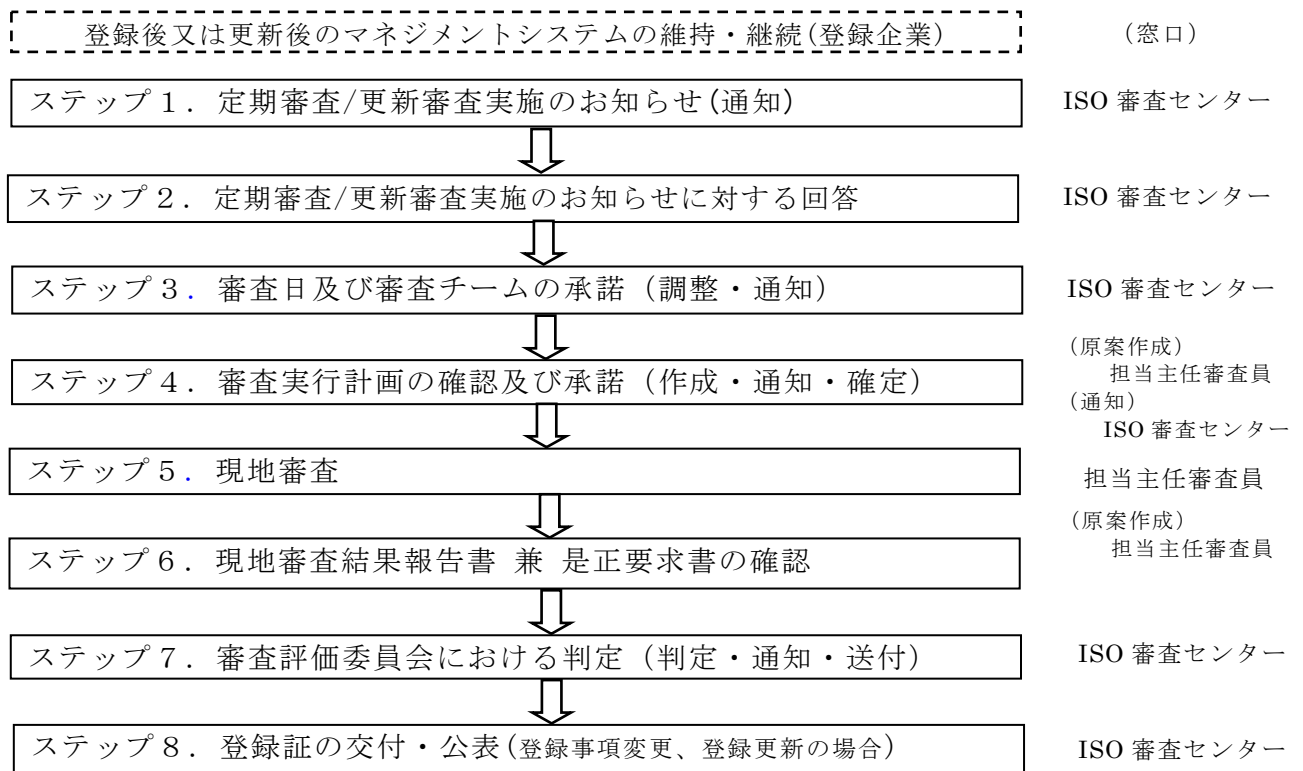 登録後又は更新後のマネジメントシステムの維持・継続(登録企業)
(窓口)
ステップ1．定期審査/更新審査実施のお知らせ(通知)
ISO 審査センター
ステップ2．定期審査/更新審査実施のお知らせに対する回答
ISO 審査センター
ステップ3．審査日及び審査チームの承諾（調整・通知）
ISO 審査センター
ステップ4．審査実行計画の確認及び承諾（作成・通知・確定）
(原案作成)
担当主任審査員
(通知)
ISO 審査センター
ステップ5．現地審査
担当主任審査員
ステップ6．現地審査結果報告書 兼 是正要求書の確認
(原案作成)
担当主任審査員
ステップ7．審査評価委員会における判定（判定・通知・送付）
ISO 審査センター
ステップ8．登録証の交付・公表(登録事項変更、登録更新の場合)
ISO 審査センター